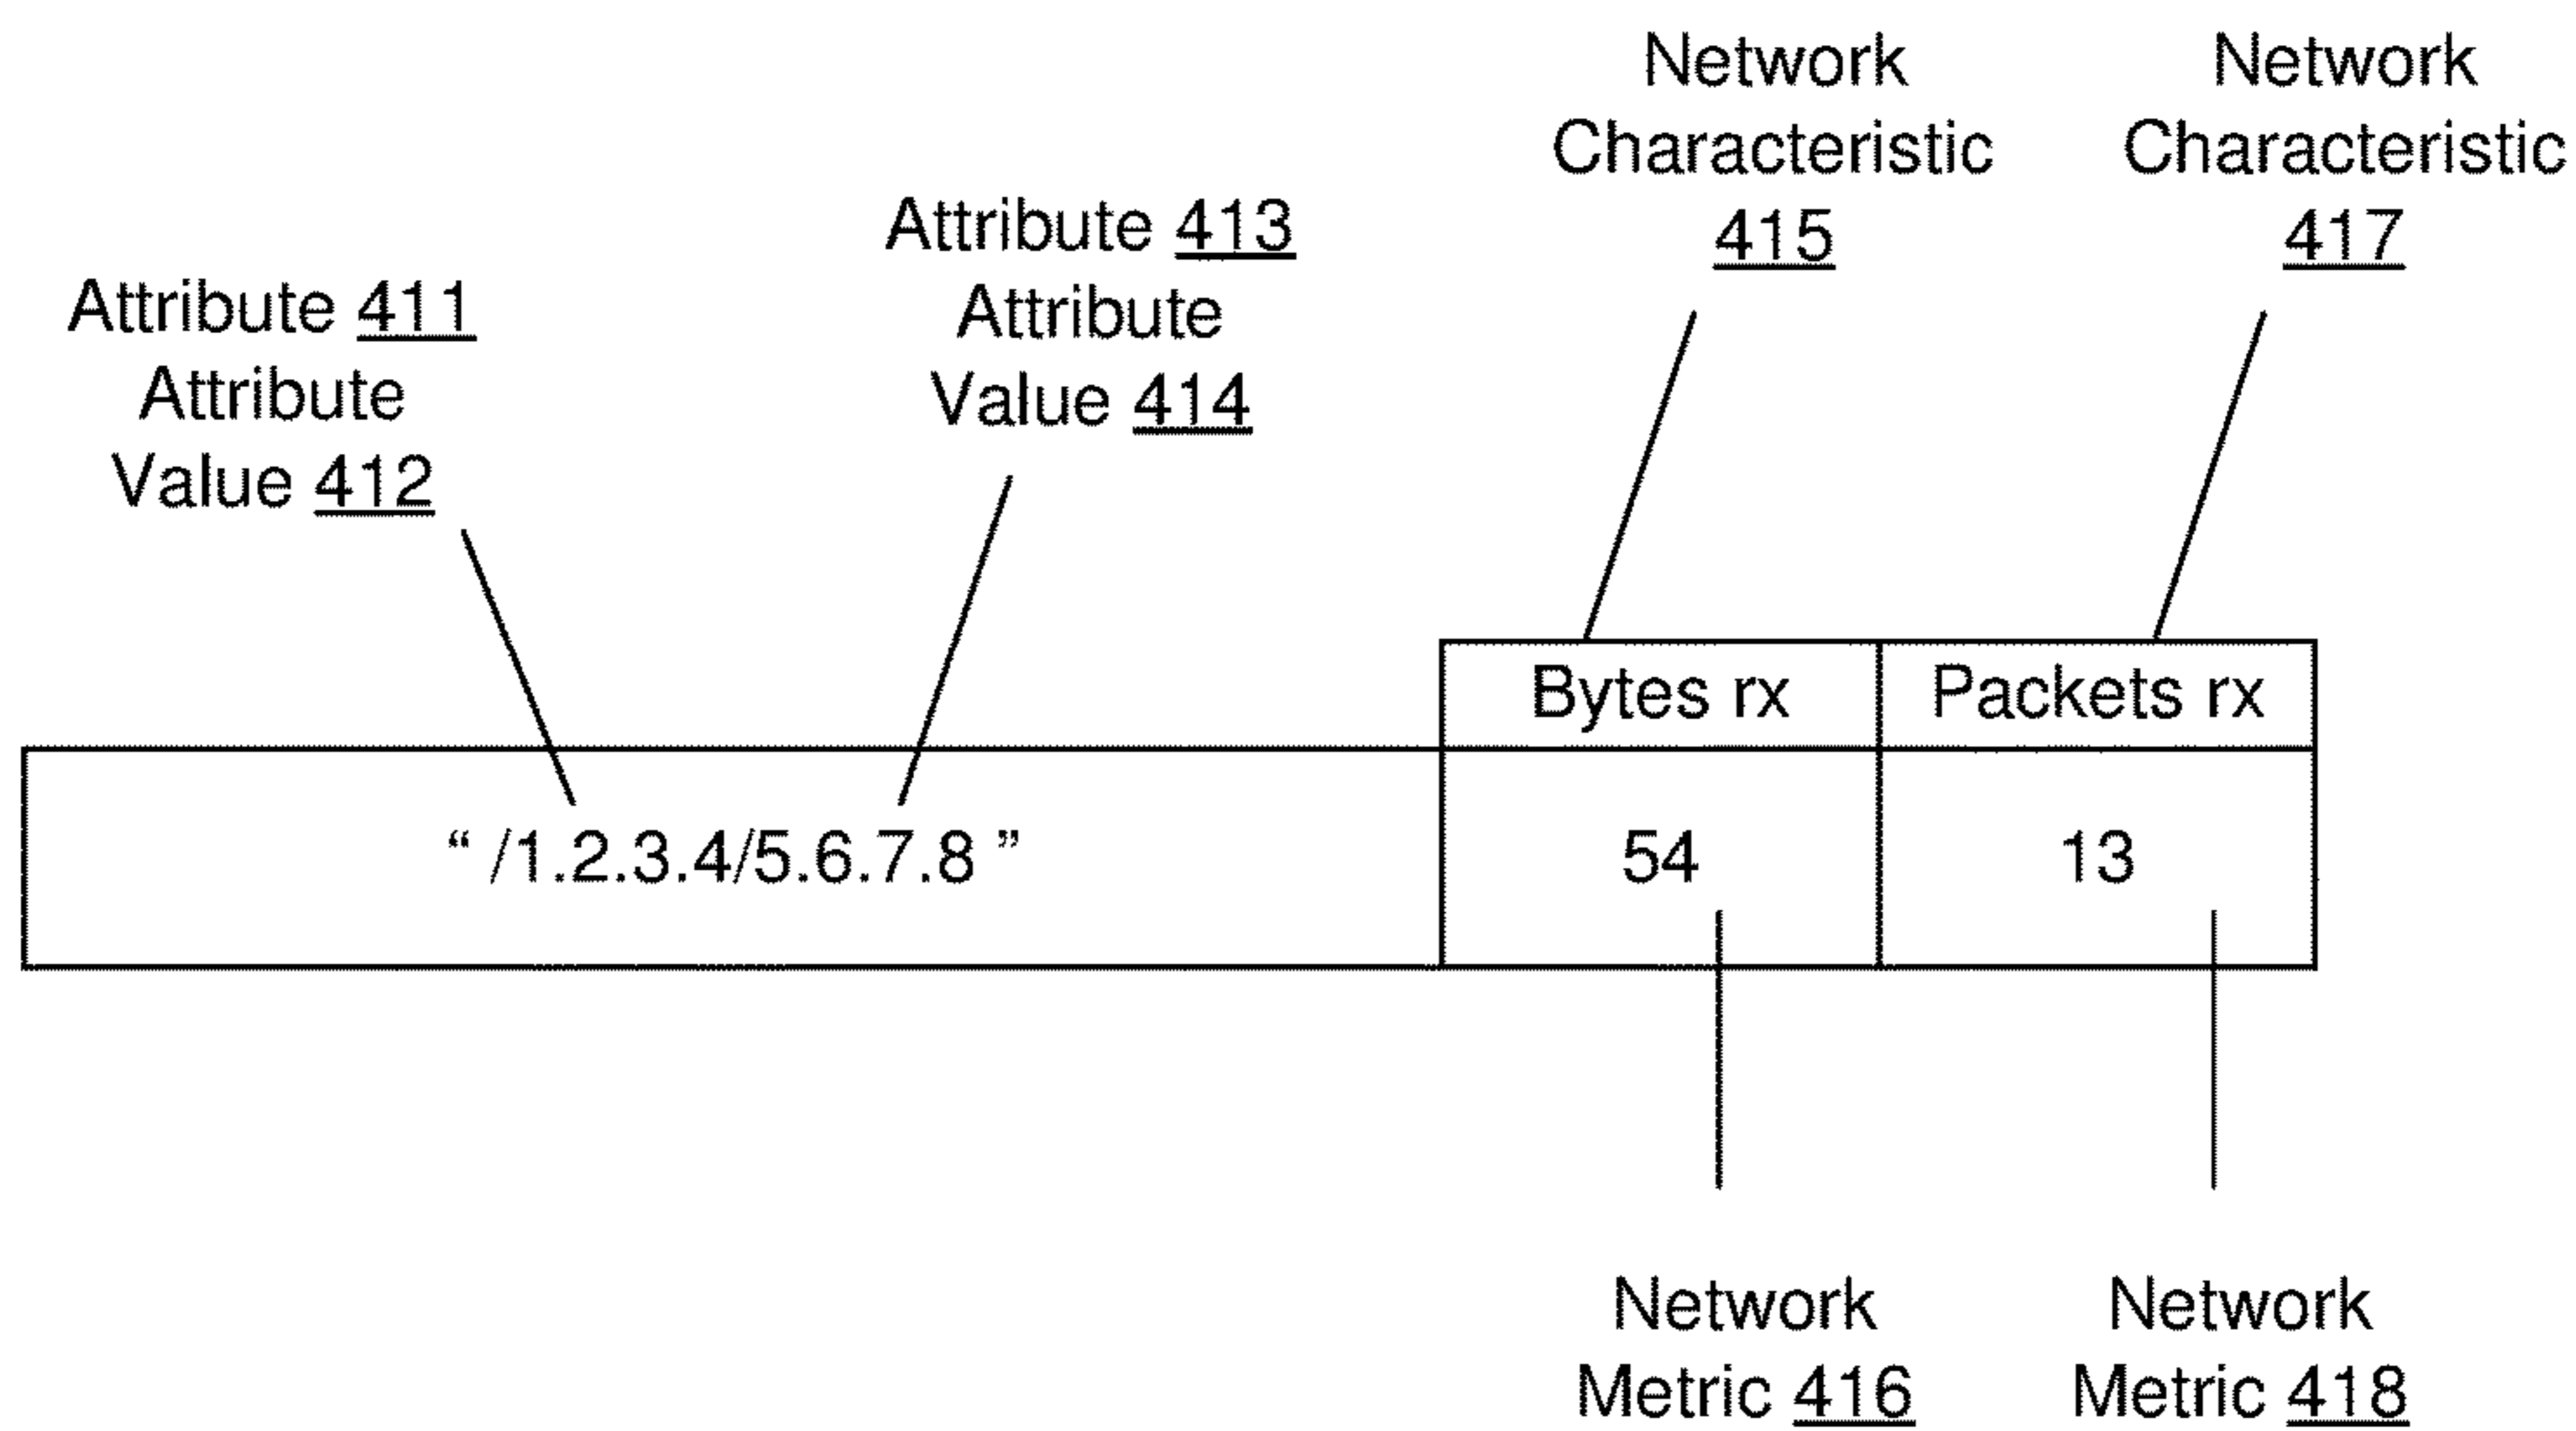 Network
Characteristic
415
Network
Characteristic
417
Attribute 413
Attribute
Value 414
Attribute 411
Attribute
Value 412
Bytes rx
Packets rx
“ /1.2.3.4/5.6.7.8 ”
54
13
Network
Metric 416
Network
Metric 418